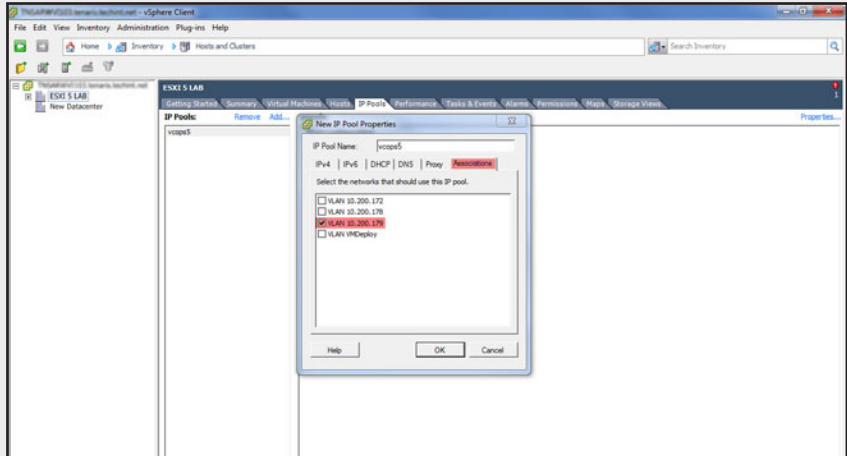 vSphere Client
File Edit View Inventory Administration Plug-ins Help
Home Inventory Hosts and Clusters
Search Inventory
ESXI 5 LAB
New Datacenter
ESXI 5 LAB
1
Getting Started Summary Virtual Machines Hosts IP Pools Performance Tasks & Events Alarms Permissions Maps Storage Views
IP Pools: Remove Add...
Properties...
vcops5
New IP Pool Properties
IP Pool Name: vcops5
IPv4 IPv6 DHCP DNS Proxy Associations
Select the networks that should use this IP pool.
VLAN 10.200.172
VLAN 10.200.178
VLAN 10.200.179
VLAN VMDeploy
Help OK Cancel